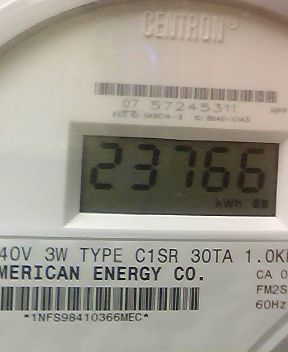 CENTRON®
07 57245311
23766
kWh
40V 3W TYPE C1SR 30TA 1.0K
MERICAN ENERGY CO.
CA 0
FM2S
60Hz
*1NFS98410366MEC*